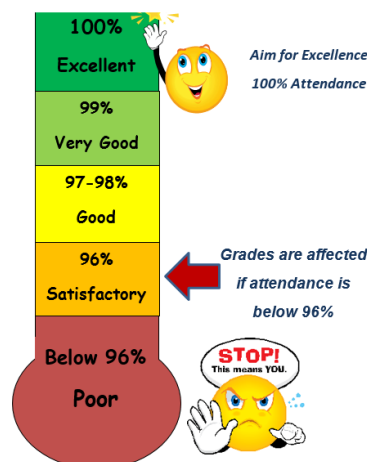 100%
Excellent
Aim for Excellence
100% Attendance
99%
Very Good
97-98%
Good
96%
Satisfactory
Grades are affected
if attendance is
below 96%
Below 96%
Poor
STOP!
This means YOU.